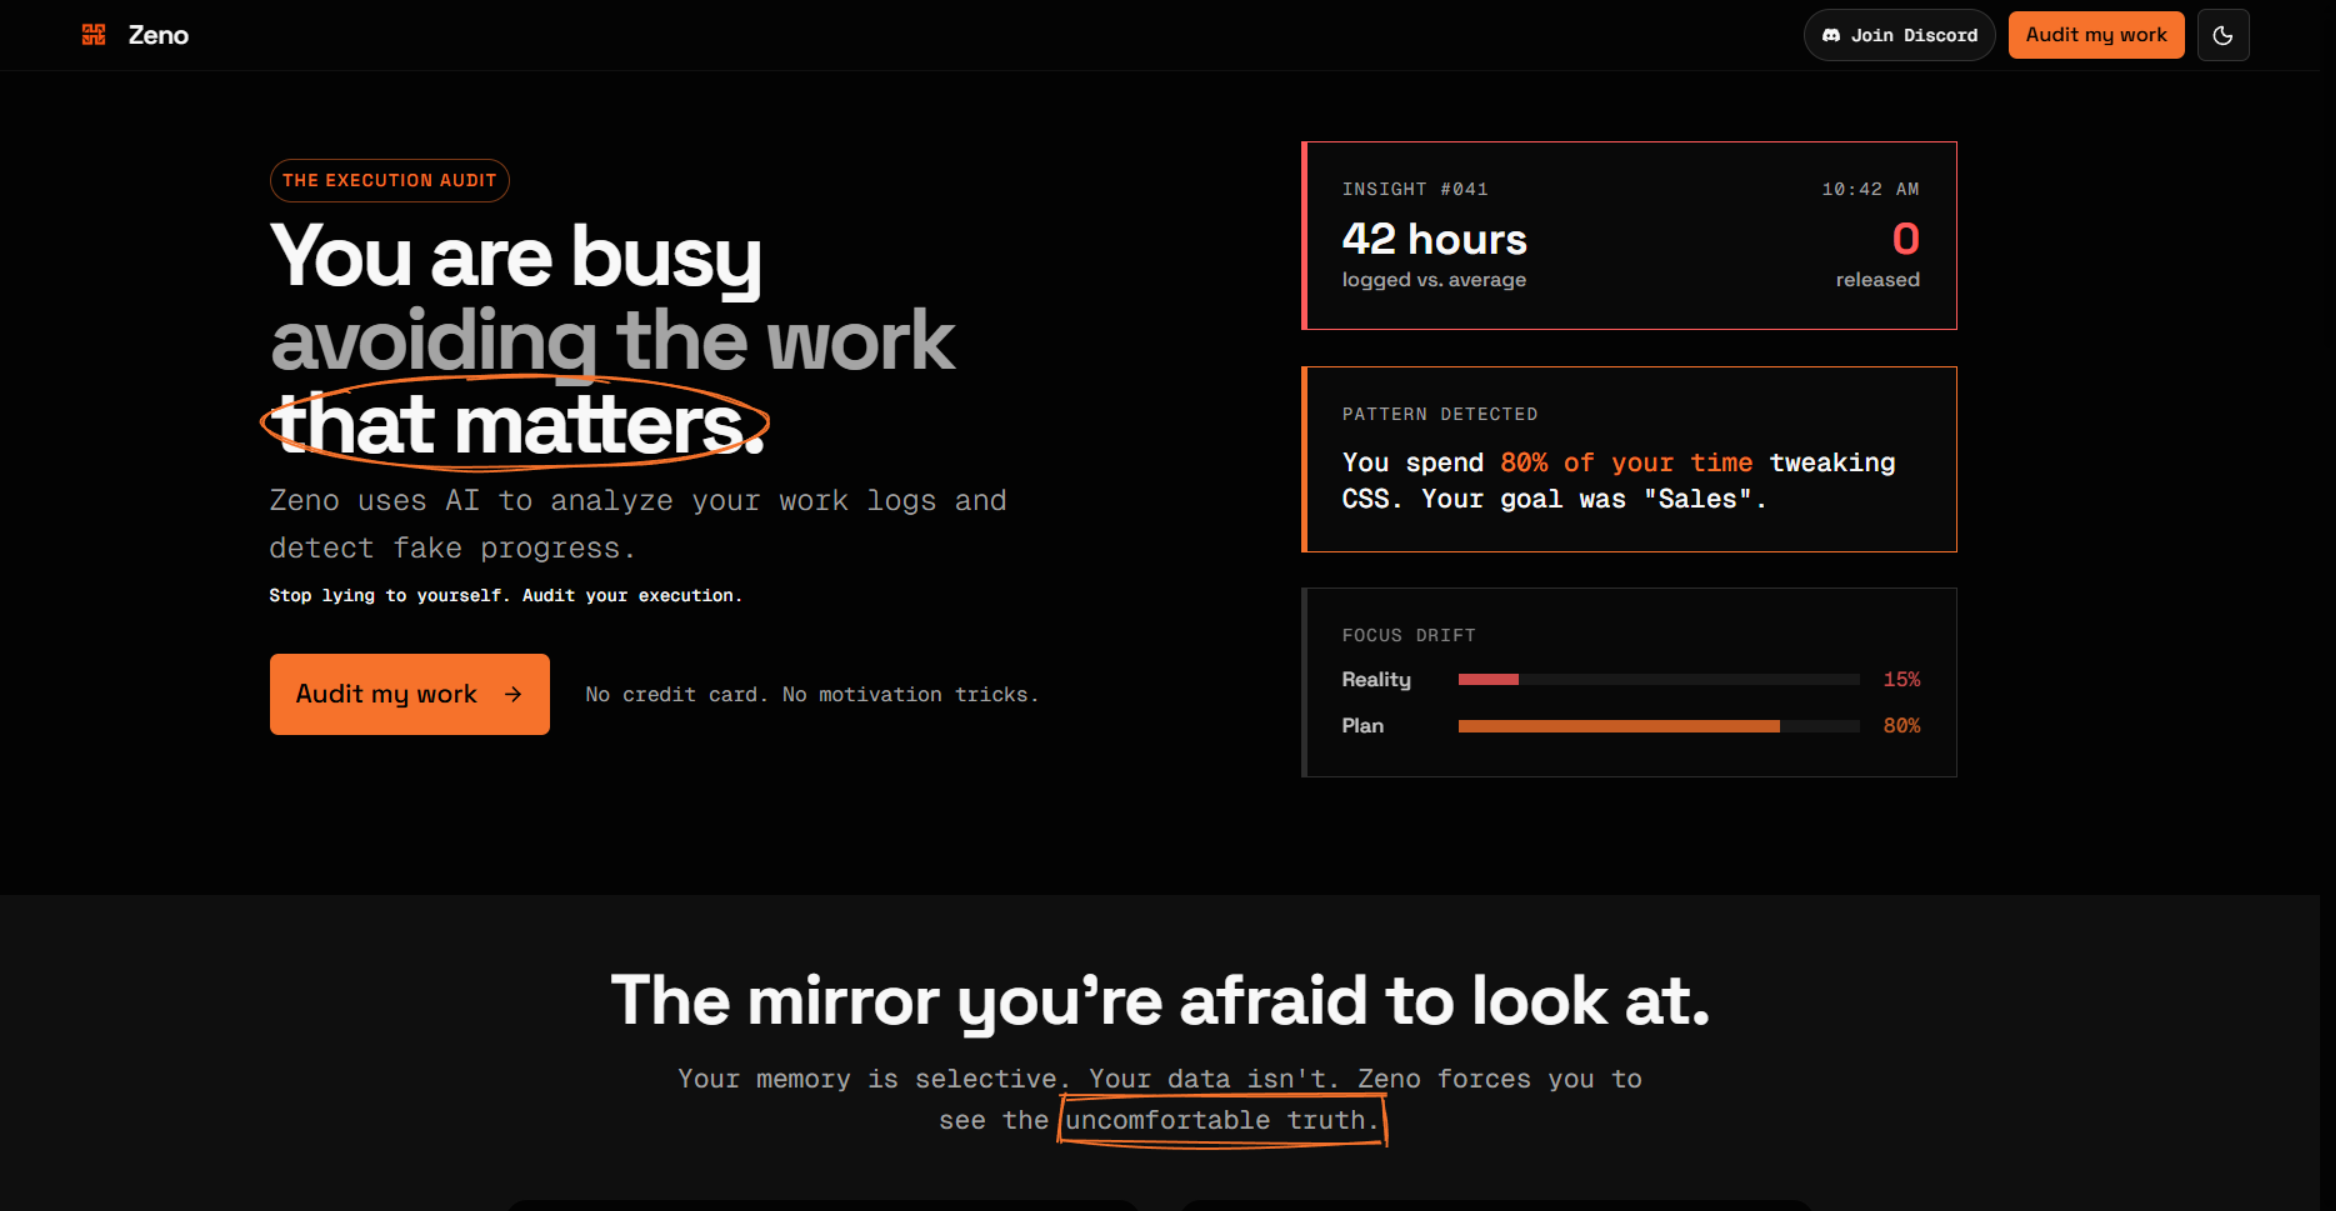 Zeno
Join Discord
Audit my work
THE EXECUTION AUDIT
You are busy
avoiding the work
that matters.
Zeno uses AI to analyze your work logs and
detect fake progress.
Stop lying to yourself. Audit your execution.
Audit my work →
No credit card. No motivation tricks.
INSIGHT #041
10:42 AM
42 hours
0
logged vs. average
released
PATTERN DETECTED
You spend 80% of your time tweaking
CSS. Your goal was "Sales".
FOCUS DRIFT
Reality 15%
Plan 80%
The mirror you’re afraid to look at.
Your memory is selective. Your data isn't. Zeno forces you to
see the uncomfortable truth.